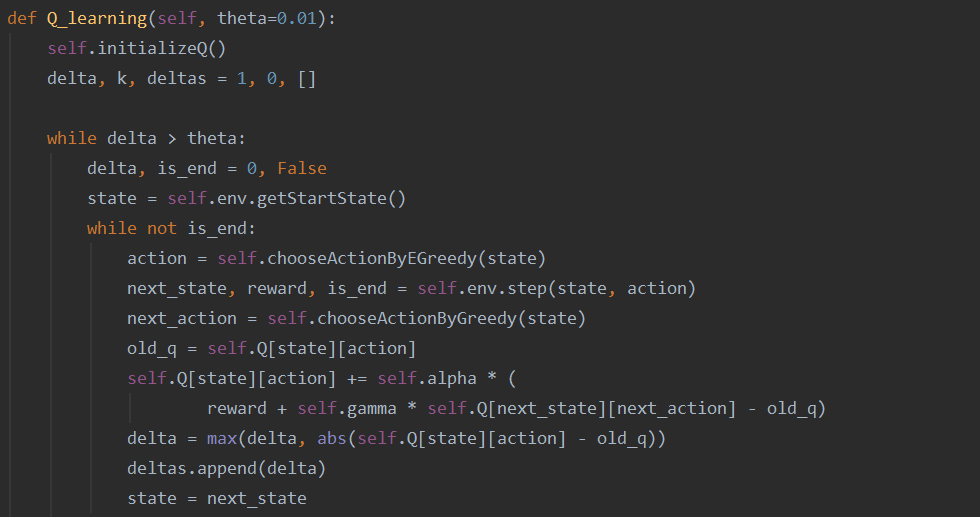 def Q_learning(self, theta=0.01):
    self.initializeQ()
    delta, k, deltas = 1, 0, []
    while delta > theta:
        delta, is_end = 0, False
        state = self.env.getStartState()
        while not is_end:
            action = self.chooseActionByEGreedy(state)
            next_state, reward, is_end = self.env.step(state, action)
            next_action = self.chooseActionByGreedy(state)
            old_q = self.Q[state][action]
            self.Q[state][action] += self.alpha * (
                    reward + self.gamma * self.Q[next_state][next_action] - old_q)
            delta = max(delta, abs(self.Q[state][action] - old_q))
            deltas.append(delta)
            state = next_state